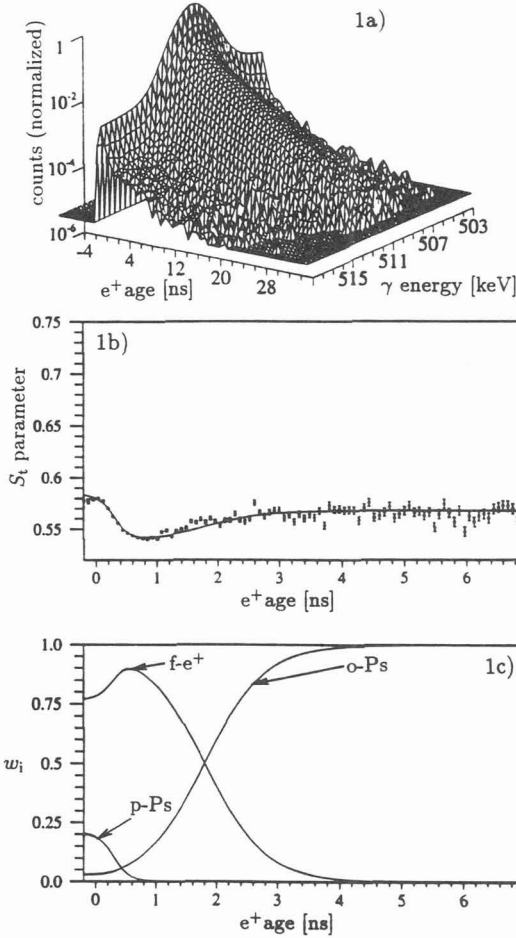 1a)
counts (normalized)
1
10⁻²
10⁻⁴
10⁻⁶
-4 4 12 20 28
e⁺ age [ns]
515 511 507 503
γ energy [keV]
1b)
Sₜ parameter
0.75
0.7
0.65
0.6
0.55
0 1 2 3 4 5 6
e⁺ age [ns]
1c)
wᵢ
1.0
0.75
0.50
0.25
0.0
f-e⁺
o-Ps
p-Ps
0 1 2 3 4 5 6
e⁺ age [ns]